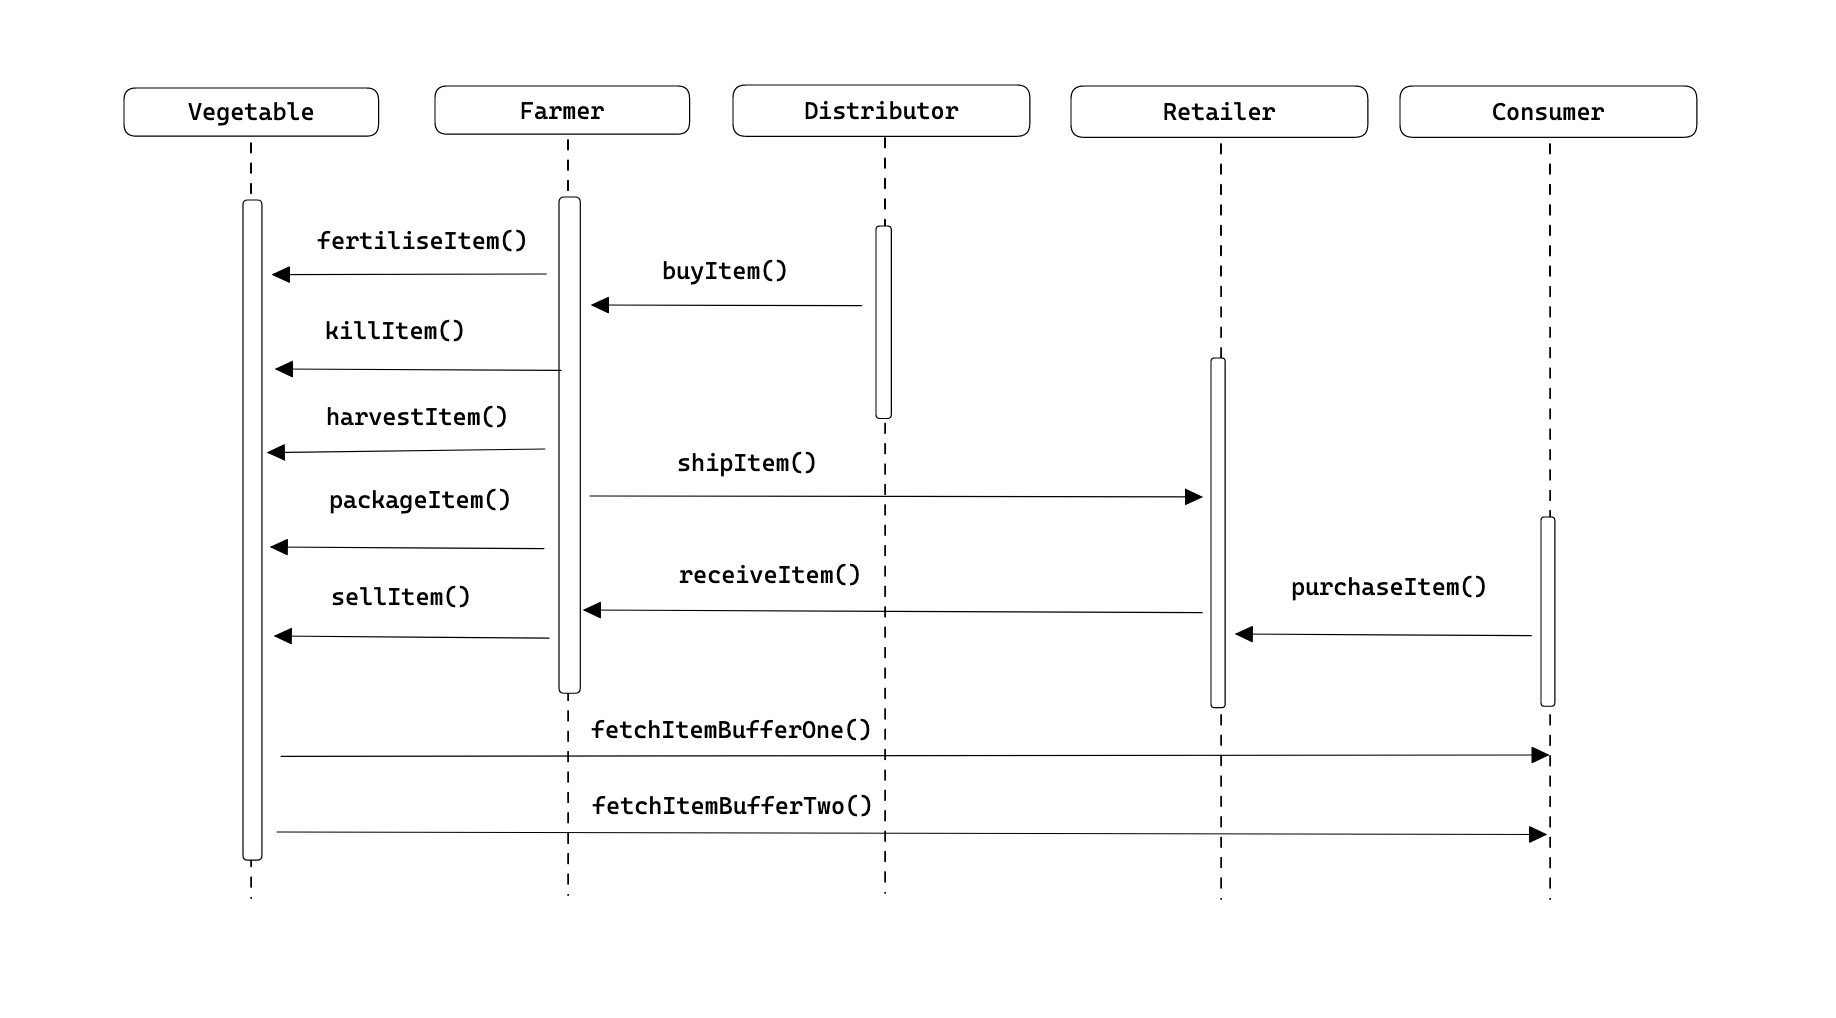 Vegetable
Farmer
Distributor
Retailer
Consumer
fertiliseItem()
buyItem()
killItem()
harvestItem()
shipItem()
packageItem()
receiveItem()
purchaseItem()
sellItem()
fetchItemBufferOne()
fetchItemBufferTwo()